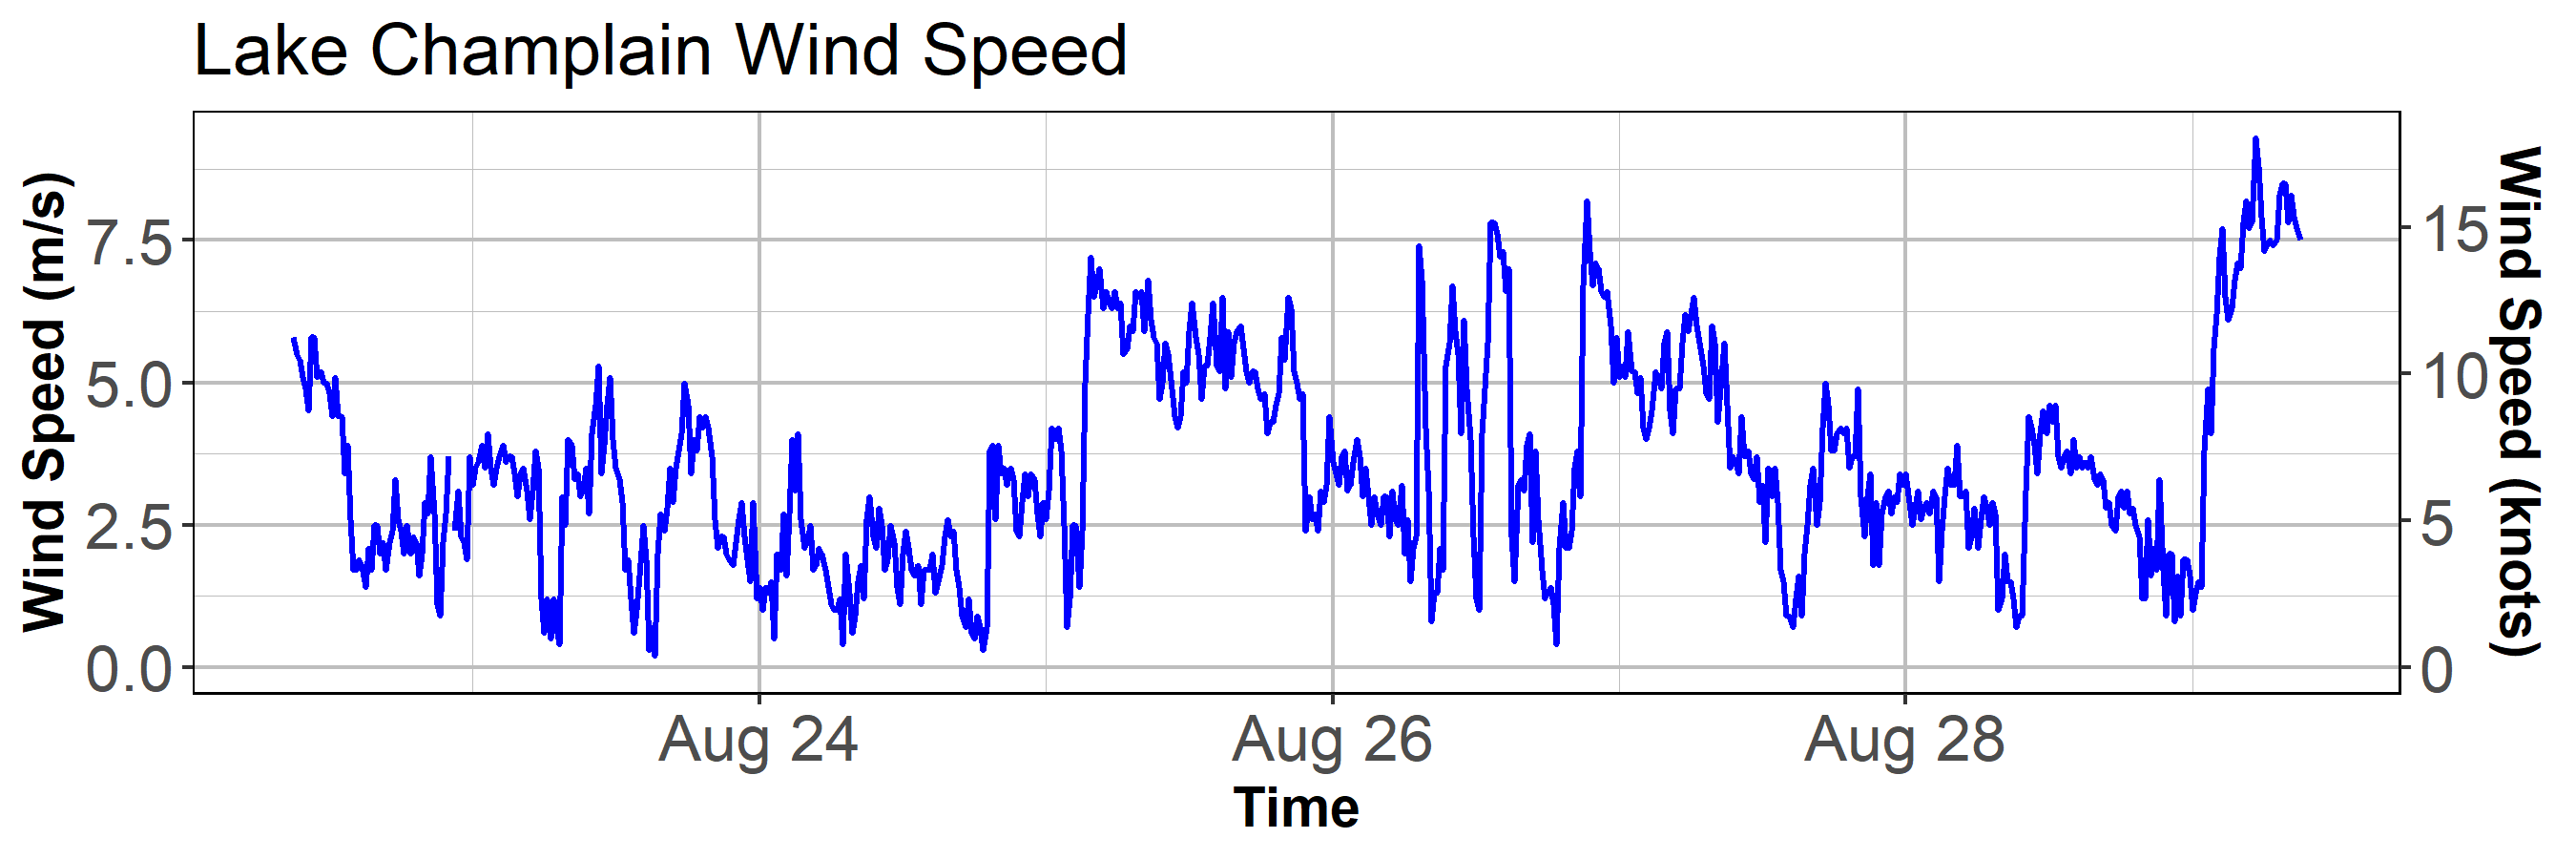 Lake Champlain Wind Speed
Wind Speed (m/s)
7.5
5.0
2.5
0.0
15
10
5
0
Wind Speed (knots)
Aug 24 Aug 26 Aug 28
Time